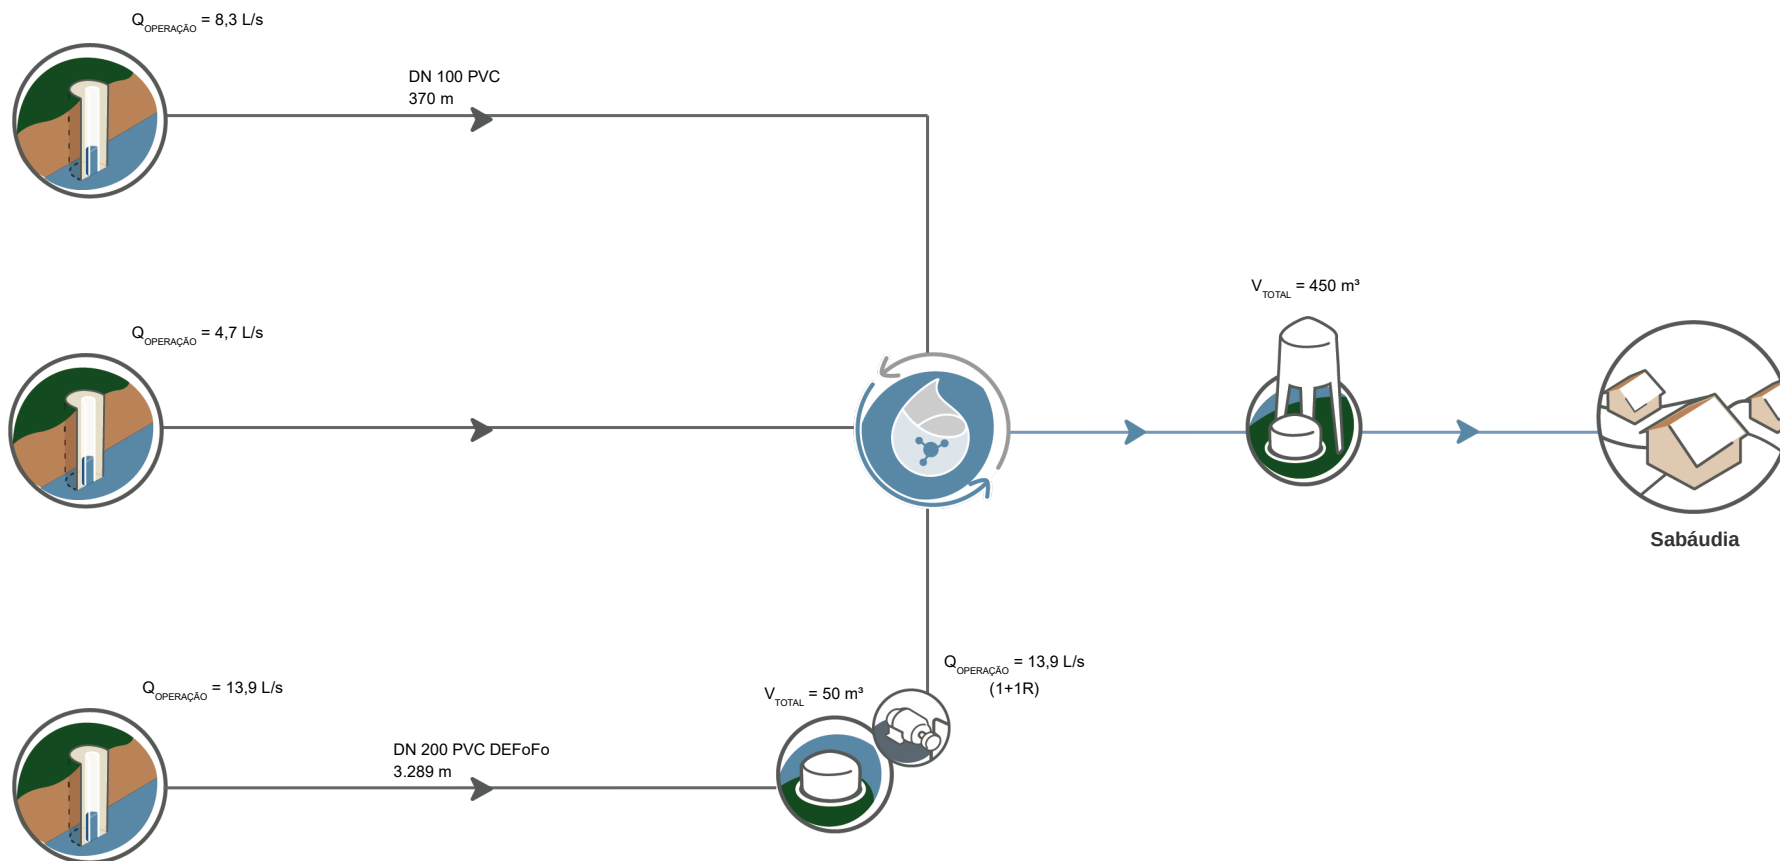 QOPERAÇÃO = 8,3 L/s
DN 100 PVC
370 m
VTOTAL = 450 m³
QOPERAÇÃO = 4,7 L/s
Sabáudia
QOPERAÇÃO = 13,9 L/s
(1+1R)
QOPERAÇÃO = 13,9 L/s
VTOTAL = 50 m³
DN 200 PVC DEFoFo
3.289 m